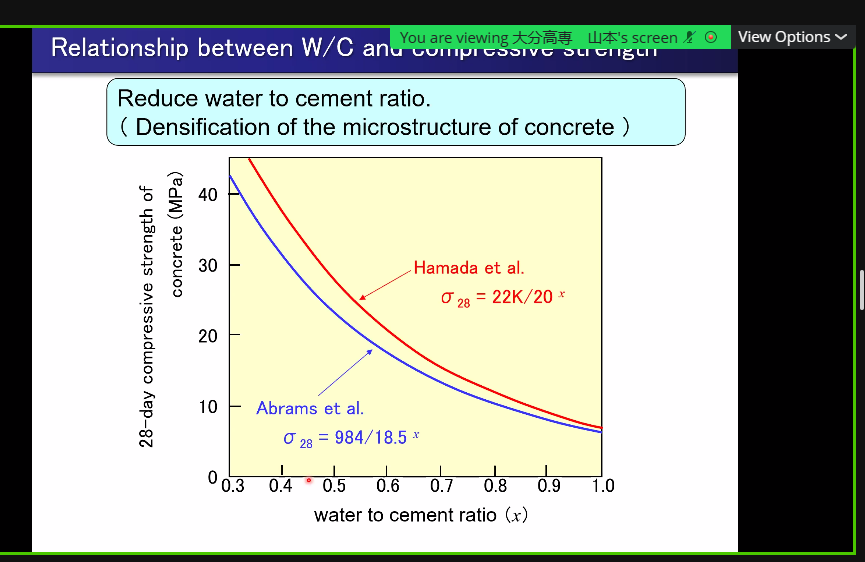 Relationship between W/C and compressive strength
You are viewing 大分高専 山本's screen
View Options
Reduce water to cement ratio.
( Densification of the microstructure of concrete )
28-day compressive strength of
concrete (MPa)
40
30
20
10
0
Hamada et al.
σ 28 = 22K/20 x
Abrams et al.
σ 28 = 984/18.5 x
0.3 0.4 0.5 0.6 0.7 0.8 0.9 1.0
water to cement ratio (x)